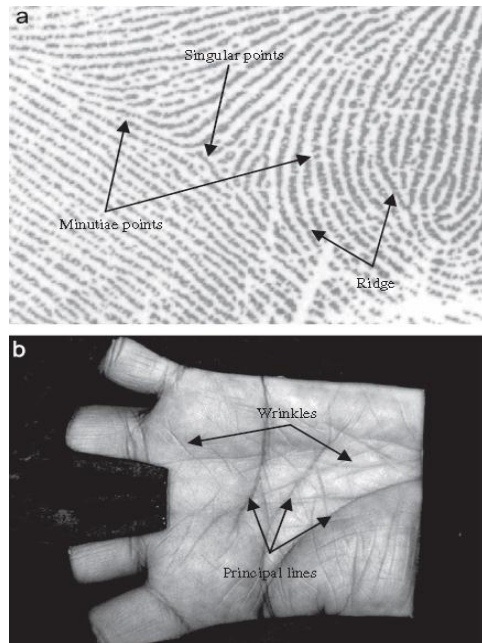 a
Singular points
Minutiae points
Ridge
b
Wrinkles
Principal lines